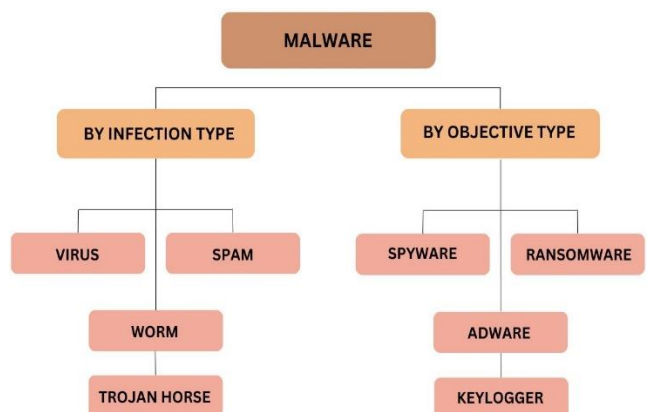 MALWARE
BY INFECTION TYPE
BY OBJECTIVE TYPE
VIRUS
SPAM
SPYWARE
RANSOMWARE
WORM
ADWARE
TROJAN HORSE
KEYLOGGER